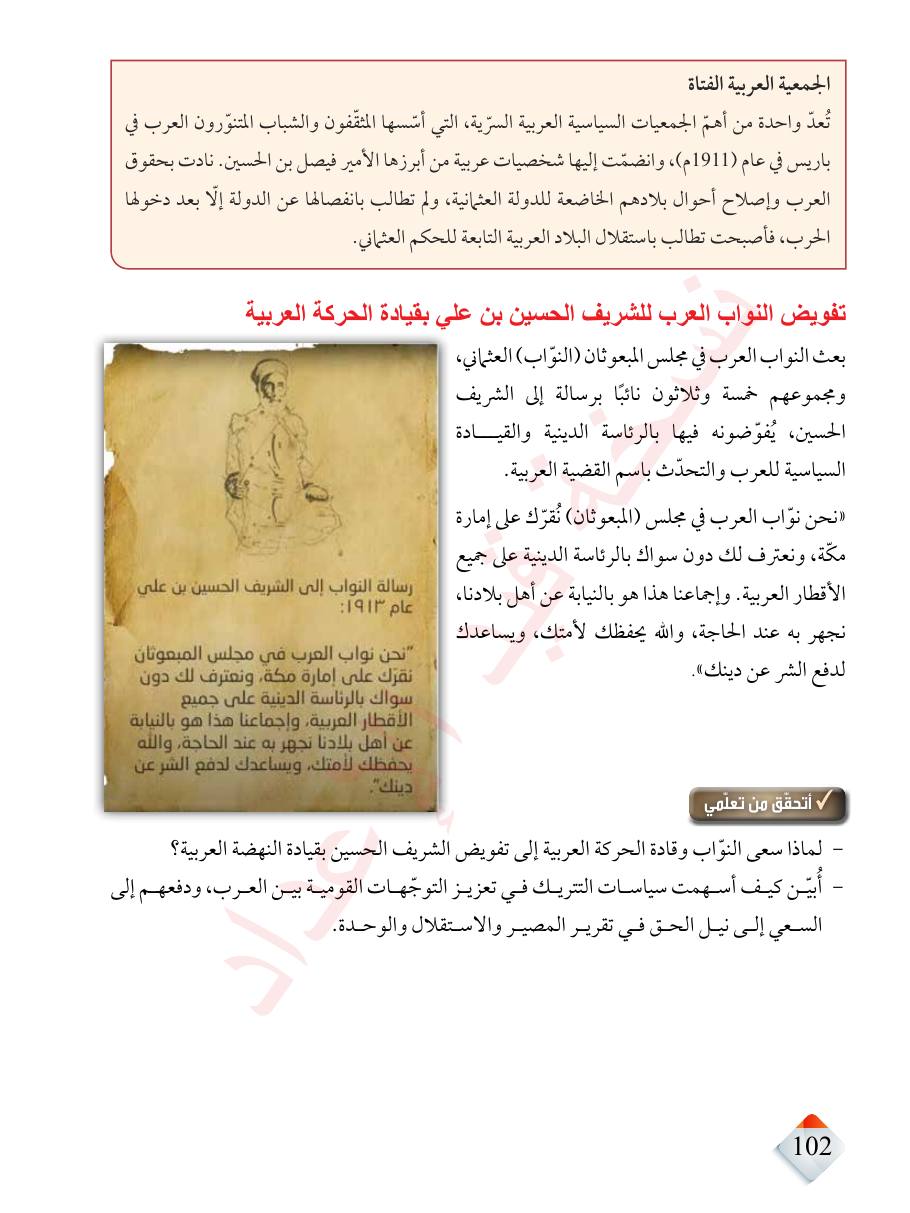 الجمعية العربية الفتاة
تُعدّ واحدة من أهمّ الجمعيات السياسية العربية السرّية، التي أسّسها المثقّفون والشباب المتنوّرون العرب في
باريس في عام (1911م)، وانضمّت إليها شخصيات عربية من أبرزها الأمير فيصل بن الحسين. نادت بحقوق
العرب وإصلاح أحوال بلادهم الخاضعة للدولة العثمانية، ولم تطالب بانفصالها عن الدولة إلّا بعد دخولها
الحرب، فأصبحت تطالب باستقلال البلاد العربية التابعة للحكم العثماني.
تفويض النواب العرب للشريف الحسين بن علي بقيادة الحركة العربية
بعث النواب العرب في مجلس المبعوثان (النوّاب) العثماني،
ومجموعهم خمسة وثلاثون نائبًا برسالة إلى الشريف
الحسين، يُفوّضونه فيها بالرئاسة الدينية والقيـــادة
السياسية للعرب والتحدّث باسم القضية العربية.
«نحن نوّاب العرب في مجلس (المبعوثان) نُقرّك على إمارة
مكّة، ونعترف لك دون سواك بالرئاسة الدينية على جميع
الأقطار العربية. وإجماعنا هذا هو بالنيابة عن أهل بلادنا،
نجهر به عند الحاجة، والله يحفظك لأمتك، ويساعدك
لدفع الشر عن دينك».
رسالة النواب إلى الشريف الحسين بن علي
عام ١٩١٣:
"نحن نواب العرب في مجلس المبعوثان
نقرّك على إمارة مكة، ونعترف لك دون
سواك بالرئاسة الدينية على جميع
الأقطار العربية، وإجماعنا هذا هو بالنيابة
عن أهل بلادنا نجهر به عند الحاجة، والله
يحفظك لأمتك، ويساعدك لدفع الشر عن
دينك".
أتحقّق من تعلّمي
– لماذا سعى النوّاب وقادة الحركة العربية إلى تفويض الشريف الحسين بقيادة النهضة العربية؟
– أُبيّن كيف أسهمت سياسات التتريك في تعزيز التوجّهات القومية بين العرب، ودفعهم إلى
السعي إلى نيل الحق في تقرير المصير والاستقلال والوحدة.
102
نسخة قيد الإعداد